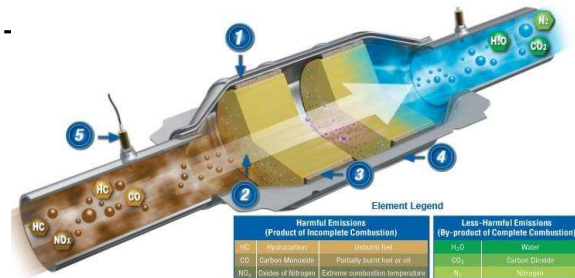 1
N₂
H₂O
CO₂
5
2
3
4
HC
CO
HC
NOx
Element Legend
Harmful Emissions
(Product of Incomplete Combustion)
HC Hydrocarbon Unburnt fuel
CO Carbon Monoxide Partially burnt fuel or oil
NOx Oxides of Nitrogen Extreme combustion temperature
Less-Harmful Emissions
(By-product of Complete Combustion)
H₂O Water
CO₂ Carbon Dioxide
N₂ Nitrogen